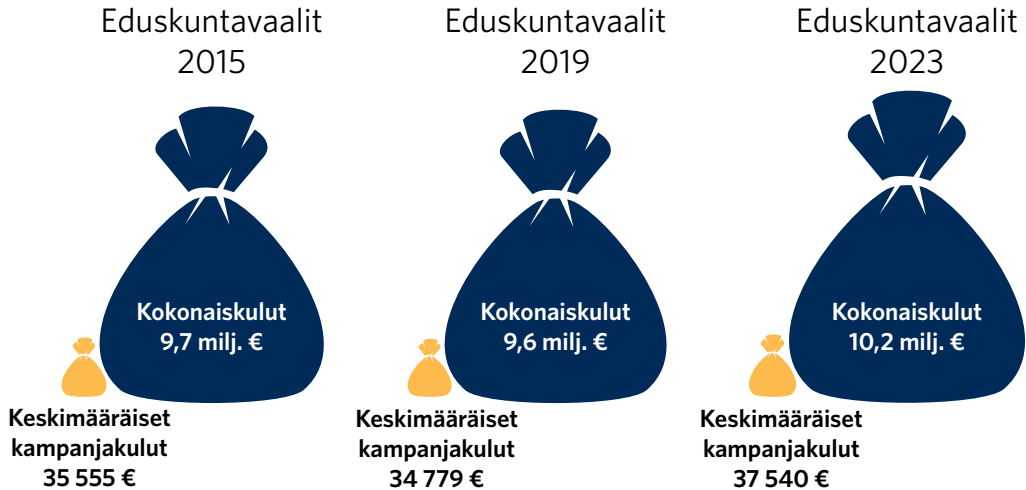 Eduskuntavaalit
2015
Kokonaiskulut
9,7 milj. €
Keskimääräiset
kampanjakulut
35 555 €
Eduskuntavaalit
2019
Kokonaiskulut
9,6 milj. €
Keskimääräiset
kampanjakulut
34 779 €
Eduskuntavaalit
2023
Kokonaiskulut
10,2 milj. €
Keskimääräiset
kampanjakulut
37 540 €